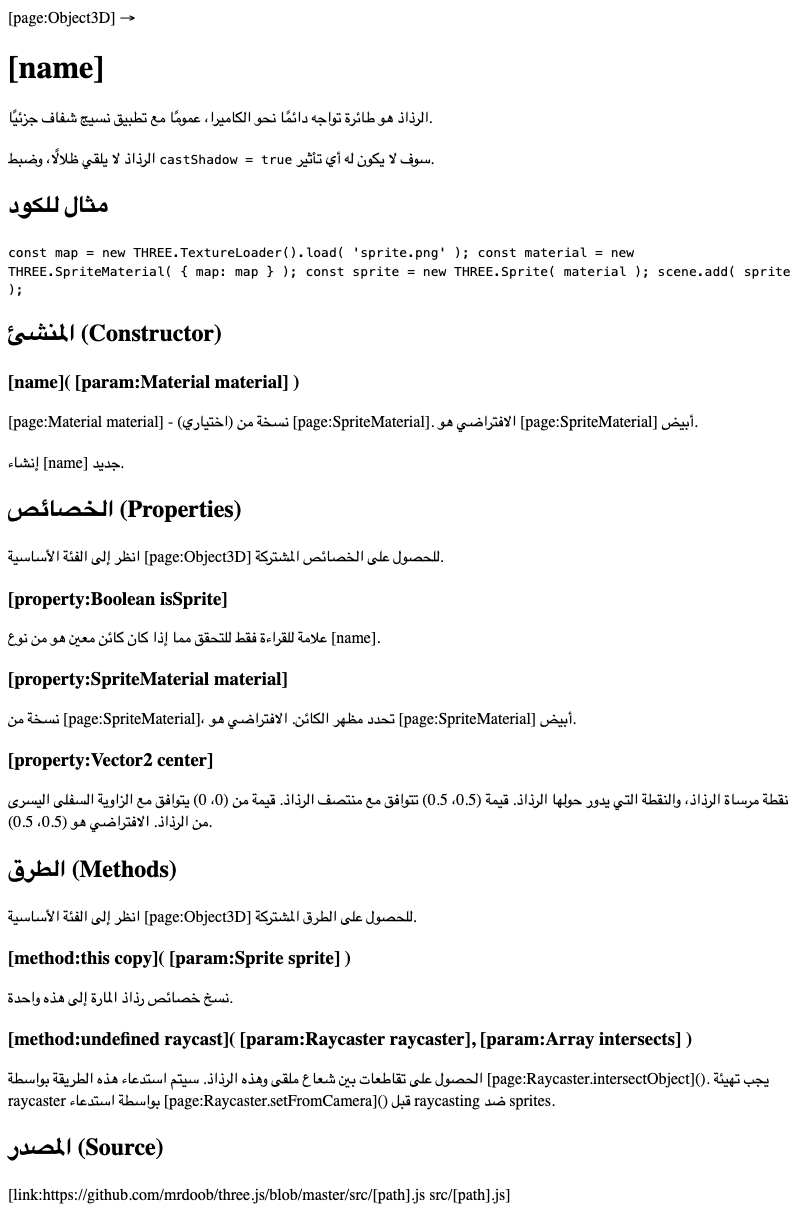 [page:Object3D] →
[name]
الرذاذ هو طائرة تواجه دائمًا نحو الكاميرا، عمومًا مع تطبيق نسيج شفاف جزئيًا.
الرذاذ لا يلقي ظلالًا، وضبط castShadow = true سوف لا يكون له أي تأثير.
مثال للكود
const map = new THREE.TextureLoader().load( 'sprite.png' ); const material = new
THREE.SpriteMaterial( { map: map } ); const sprite = new THREE.Sprite( material ); scene.add( sprite
);
المنشئ (Constructor)
[name]( [param:Material material] )
[page:Material material] - (اختياري) نسخة من [page:SpriteMaterial]. الافتراضي هو [page:SpriteMaterial] أبيض.
إنشاء [name] جديد.
الخصائص (Properties)
انظر إلى الفئة الأساسية [page:Object3D] للحصول على الخصائص المشتركة.
[property:Boolean isSprite]
علامة للقراءة فقط للتحقق مما إذا كان كائن معين هو من نوع [name].
[property:SpriteMaterial material]
نسخة من [page:SpriteMaterial]، تحدد مظهر الكائن. الافتراضي هو [page:SpriteMaterial] أبيض.
[property:Vector2 center]
نقطة مرساة الرذاذ، والنقطة التي يدور حولها الرذاذ. قيمة (0.5، 0.5) تتوافق مع منتصف الرذاذ. قيمة من (0، 0) يتوافق مع الزاوية السفلى اليسرى
من الرذاذ. الافتراضي هو (0.5، 0.5).
الطرق (Methods)
انظر إلى الفئة الأساسية [page:Object3D] للحصول على الطرق المشتركة.
[method:this copy]( [param:Sprite sprite] )
نسخ خصائص رذاذ المارة إلى هذه واحدة.
[method:undefined raycast]( [param:Raycaster raycaster], [param:Array intersects] )
الحصول على تقاطعات بين شعاع ملقى وهذه الرذاذ. سيتم استدعاء هذه الطريقة بواسطة [page:Raycaster.intersectObject](). يجب تهيئة
raycaster بواسطة استدعاء [page:Raycaster.setFromCamera]() قبل raycasting ضد sprites.
المصدر (Source)
[link:https://github.com/mrdoob/three.js/blob/master/src/[path].js src/[path].js]